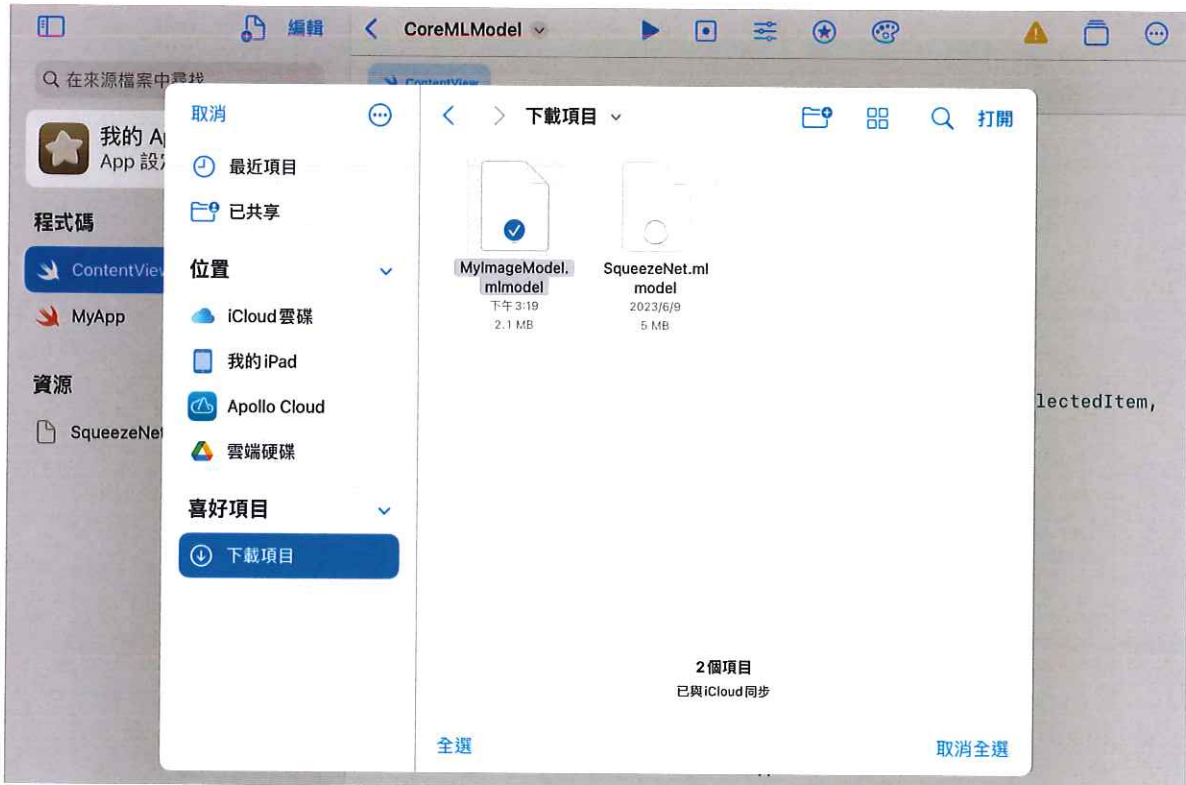 編輯
CoreMLModel
在來源檔案中尋找
ContentView
我的 A
App 設
程式碼
ContentView
MyApp
資源
SqueezeNet
lectedItem,
取消
最近項目
已共享
位置
iCloud雲碟
我的iPad
Apollo Cloud
雲端硬碟
喜好項目
下載項目
下載項目
打開
MyImageModel.
mlmodel
下午3:19
2.1 MB
SqueezeNet.ml
model
2023/6/9
5 MB
2個項目
已與iCloud同步
全選
取消全選